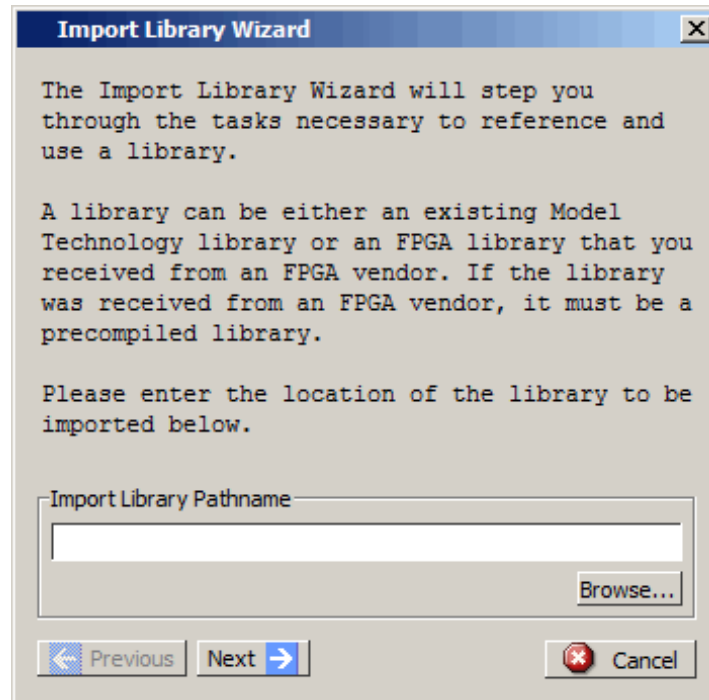 Import Library Wizard
The Import Library Wizard will step you
through the tasks necessary to reference and
use a library.
A library can be either an existing Model
Technology library or an FPGA library that you
received from an FPGA vendor. If the library
was received from an FPGA vendor, it must be a
precompiled library.
Please enter the location of the library to be
imported below.
Import Library Pathname
Browse...
Previous Next Cancel